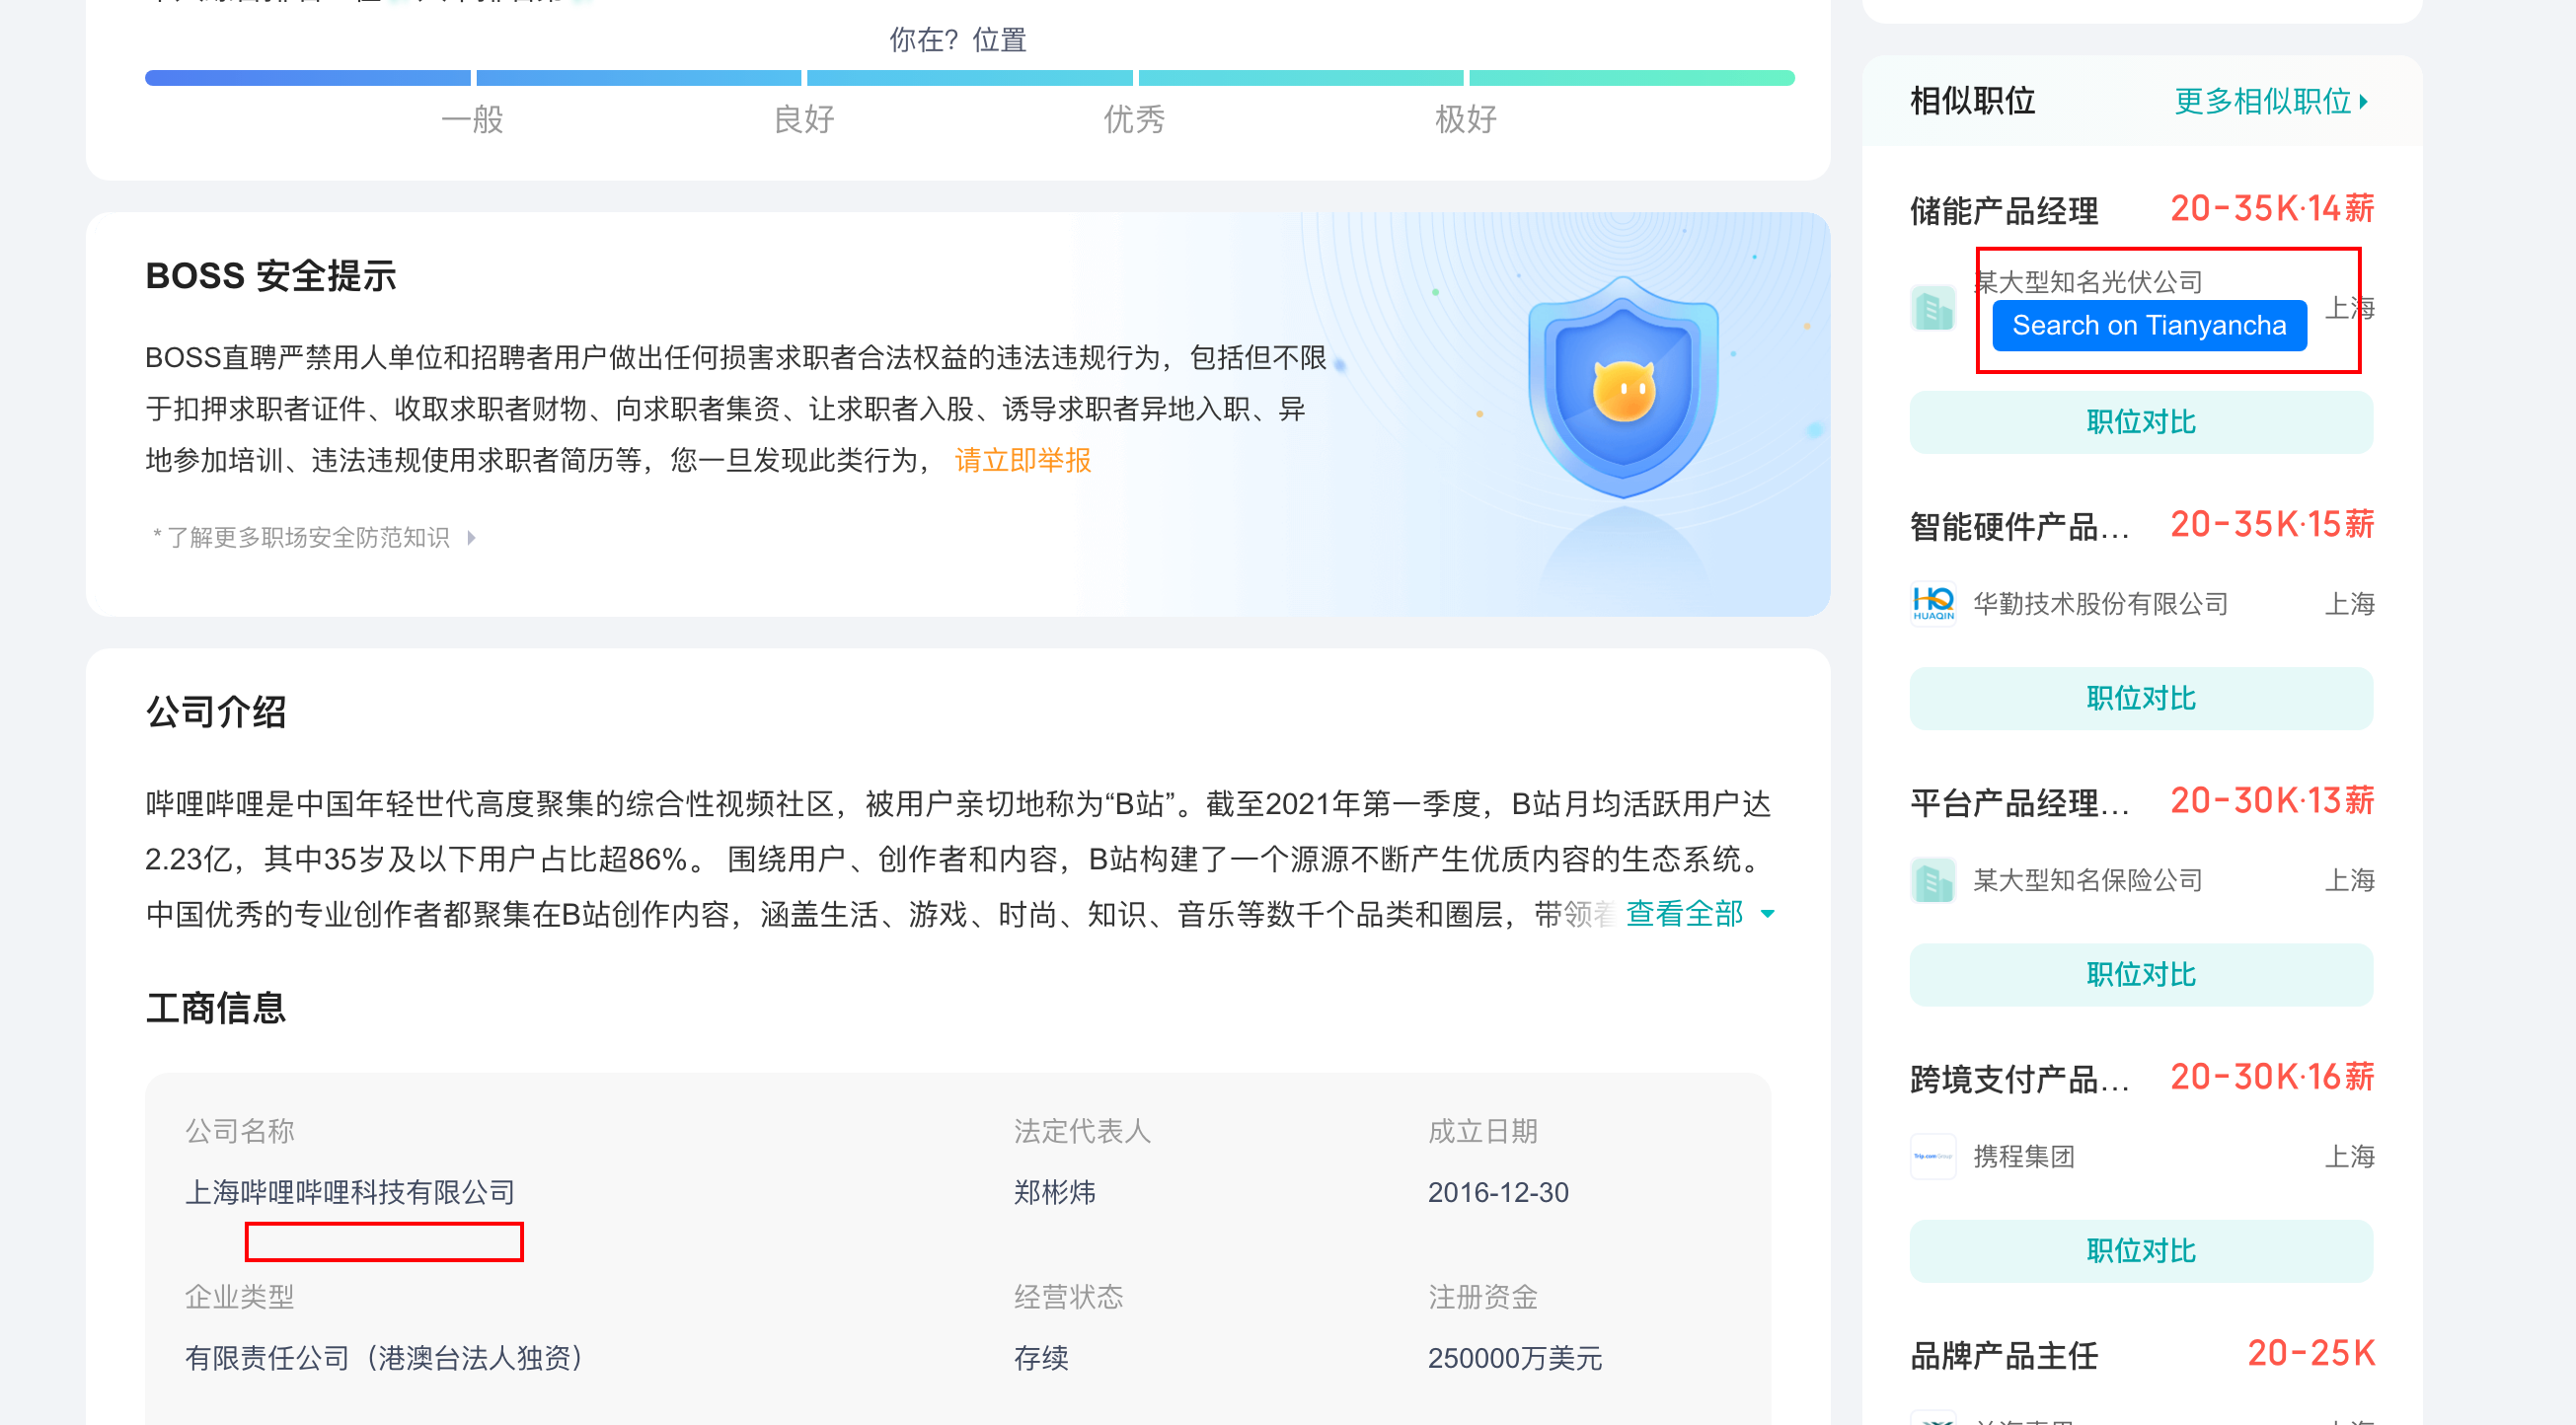 你在？位置
一般
良好
优秀
极好
BOSS 安全提示
BOSS直聘严禁用人单位和招聘者用户做出任何损害求职者合法权益的违法违规行为，包括但不限
于扣押求职者证件、收取求职者财物、向求职者集资、让求职者入股、诱导求职者异地入职、异
地参加培训、违法违规使用求职者简历等，您一旦发现此类行为， 请立即举报
*了解更多职场安全防范知识
公司介绍
哔哩哔哩是中国年轻世代高度聚集的综合性视频社区，被用户亲切地称为“B站”。截至2021年第一季度，B站月均活跃用户达
2.23亿，其中35岁及以下用户占比超86%。 围绕用户、创作者和内容，B站构建了一个源源不断产生优质内容的生态系统。
中国优秀的专业创作者都聚集在B站创作内容，涵盖生活、游戏、时尚、知识、音乐等数千个品类和圈层，带领着 查看全部
工商信息
公司名称
上海哔哩哔哩科技有限公司
法定代表人
郑彬炜
成立日期
2016-12-30
企业类型
有限责任公司（港澳台法人独资）
经营状态
存续
注册资金
250000万美元
相似职位
更多相似职位
储能产品经理 20-35K·14薪
某大型知名光伏公司
Search on Tianyancha
上海
职位对比
智能硬件产品... 20-35K·15薪
HQ HUAQIN
华勤技术股份有限公司 上海
职位对比
平台产品经理... 20-30K·13薪
某大型知名保险公司 上海
职位对比
跨境支付产品... 20-30K·16薪
Trip.com Group
携程集团 上海
职位对比
品牌产品主任 20-25K